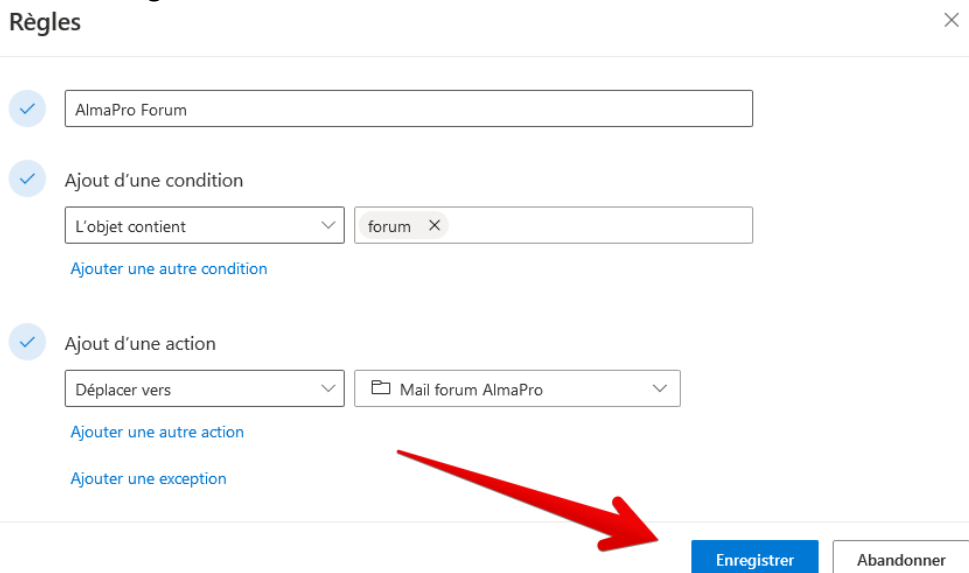 Règles
AlmaPro Forum
Ajout d’une condition
L’objet contient
forum
Ajouter une autre condition
Ajout d’une action
Déplacer vers
Mail forum AlmaPro
Ajouter une autre action
Ajouter une exception
Enregistrer
Abandonner